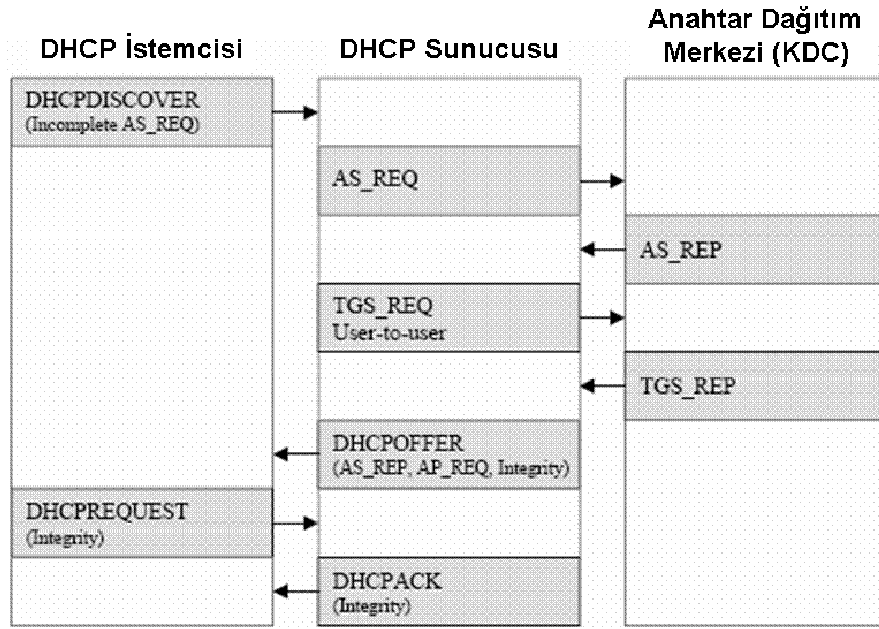 DHCP İstemcisi
DHCP Sunucusu
Anahtar Dağıtım
Merkezi (KDC)
DHCPDISCOVER
(Incomplete AS_REQ)
AS_REQ
AS_REP
TGS_REQ
User-to-user
TGS_REP
DHCPOFFER
(AS_REP, AP_REQ, Integrity)
DHCPREQUEST
(Integrity)
DHCPACK
(Integrity)